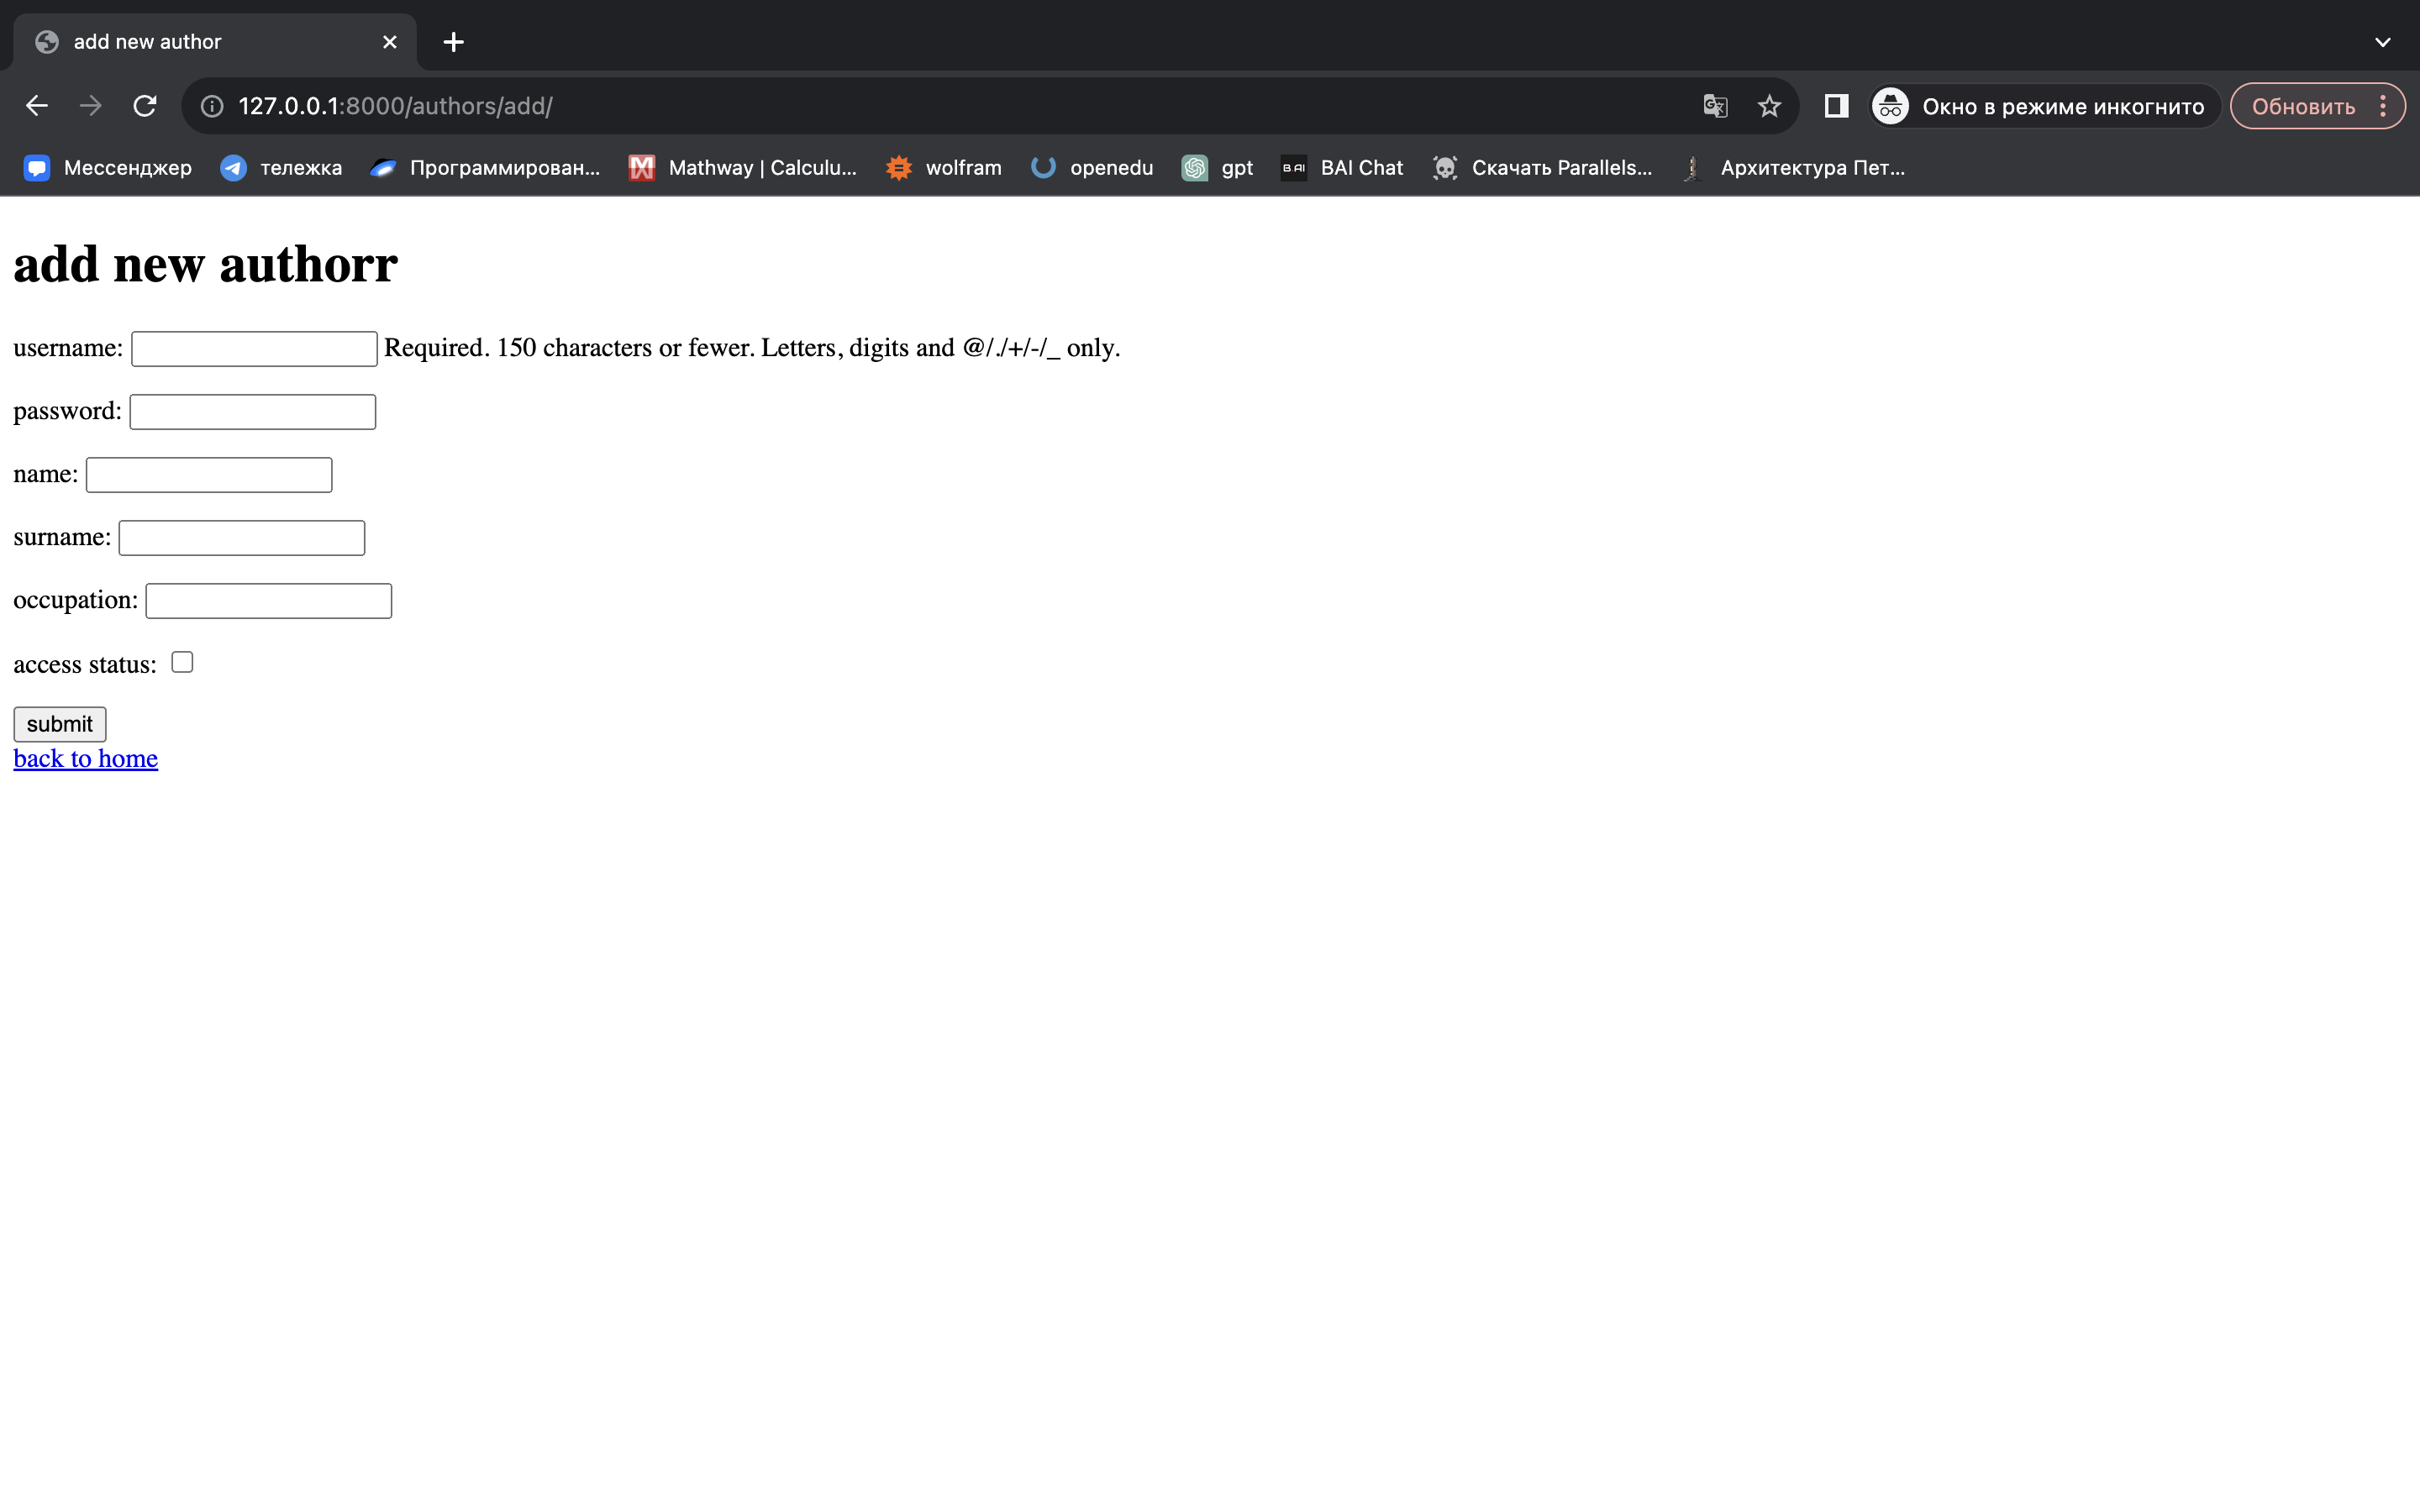 add new author
127.0.0.1:8000/authors/add/
Окно в режиме инкогнито
Обновить
Мессенджер
тележка
Программирован...
Mathway | Calculu...
wolfram
openedu
gpt
B AI
BAI Chat
Скачать Parallels...
Архитектура Пет...
add new authorr
username: Required. 150 characters or fewer. Letters, digits and @/./+/-/_ only.
password:
name:
surname:
occupation:
access status:
submit
back to home